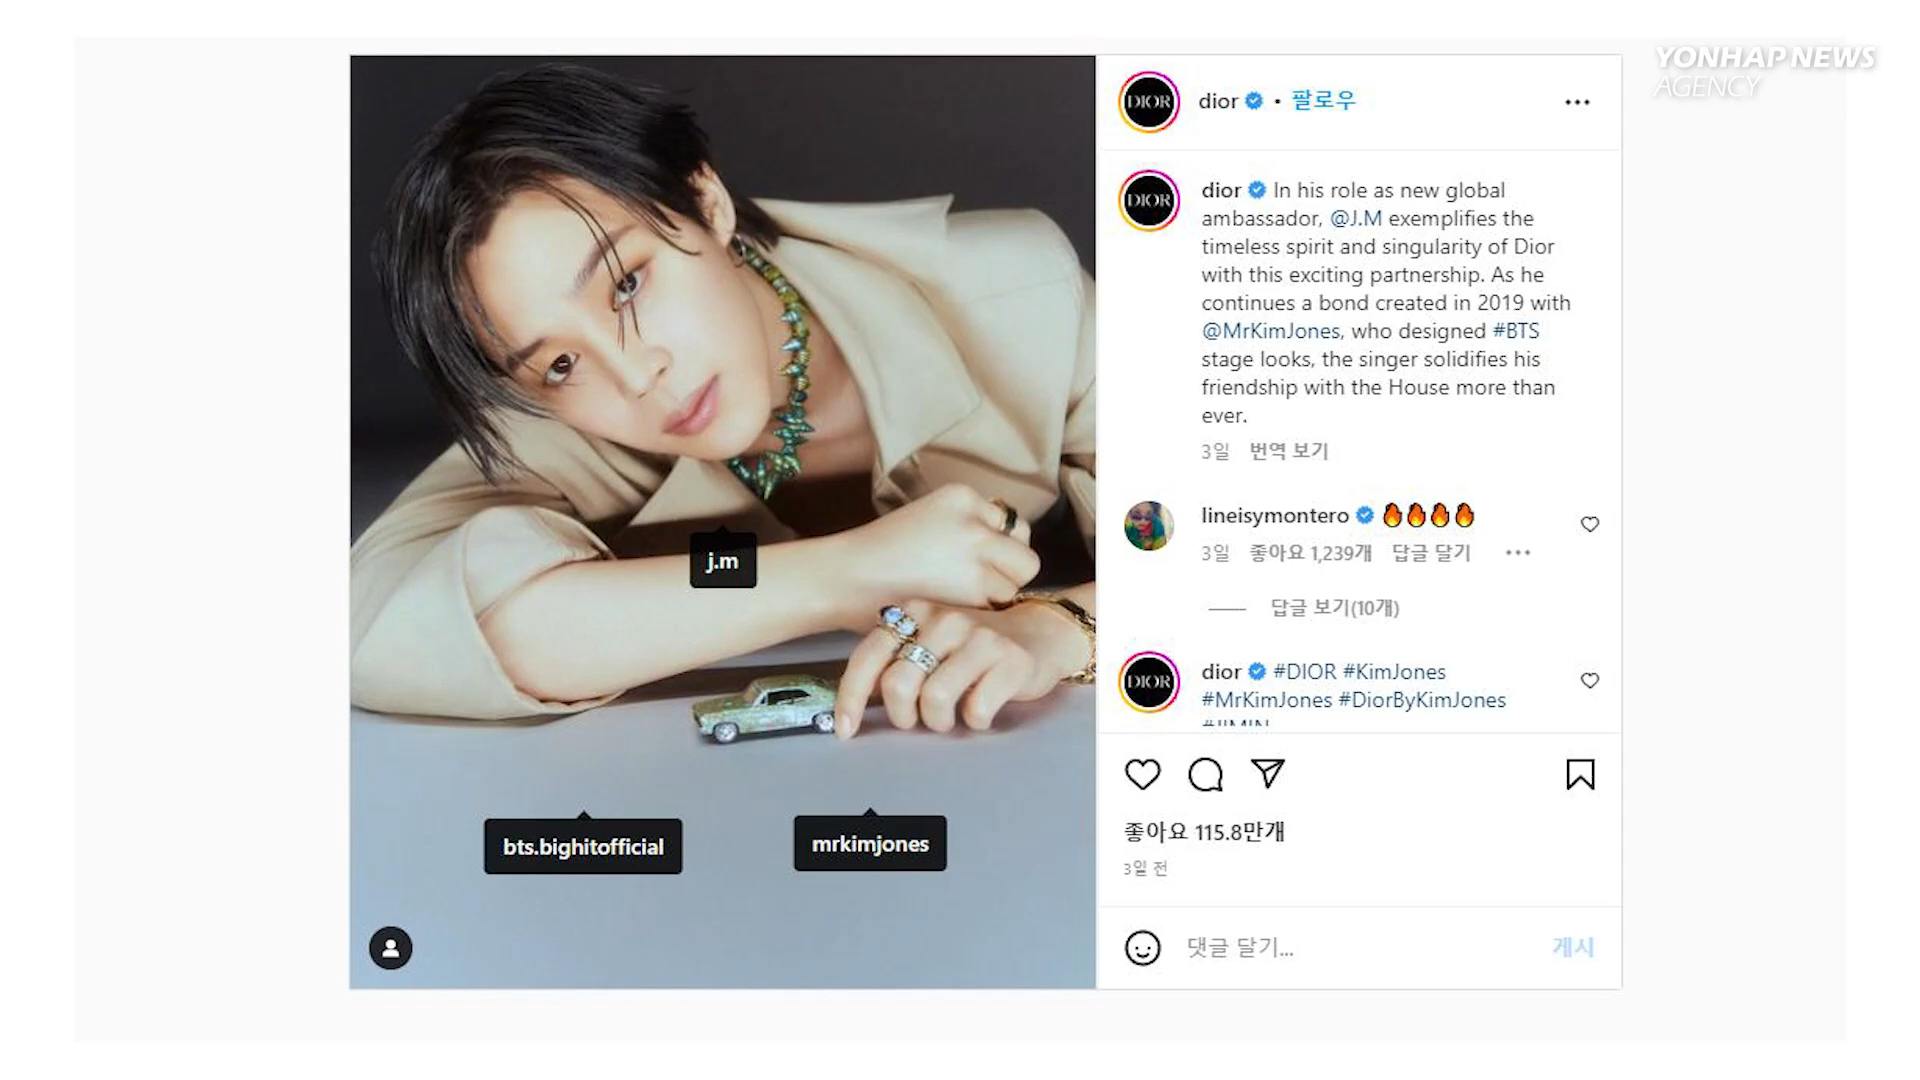 YONHAP NEWS
AGENCY
j.m
bts.bighitofficial
mrkimjones
DIOR
dior • 팔로우
DIOR
dior In his role as new global
ambassador, @J.M exemplifies the
timeless spirit and singularity of Dior
with this exciting partnership. As he
continues a bond created in 2019 with
@MrKimJones, who designed #BTS
stage looks, the singer solidifies his
friendship with the House more than
ever.
3일 번역 보기
lineisymontero 🔥🔥🔥🔥
3일 좋아요 1,239개 답글 달기
답글 보기(10개)
DIOR
dior #DIOR #KimJones
#MrKimJones #DiorByKimJones
좋아요 115.8만개
3일 전
댓글 달기...
게시